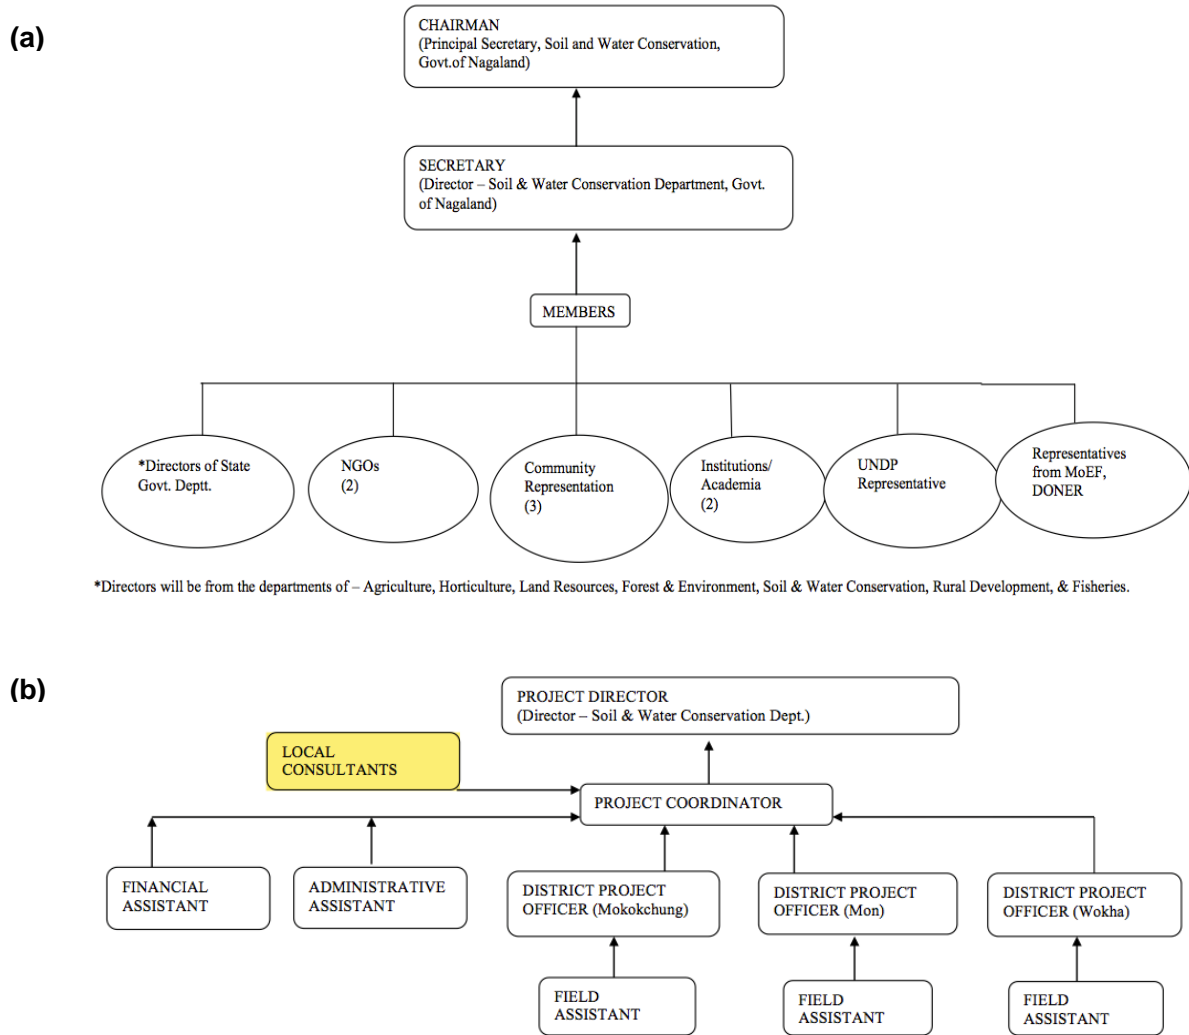 (a)
CHAIRMAN
(Principal Secretary, Soil and Water Conservation,
Govt.of Nagaland)
SECRETARY
(Director – Soil & Water Conservation Department, Govt.
of Nagaland)
MEMBERS
*Directors of State
Govt. Deptt.
NGOs
(2)
Community
Representation
(3)
Institutions/
Academia
(2)
UNDP
Representative
Representatives
from MoEF,
DONER
*Directors will be from the departments of – Agriculture, Horticulture, Land Resources, Forest & Environment, Soil & Water Conservation, Rural Development, & Fisheries.
(b)
PROJECT DIRECTOR
(Director – Soil & Water Conservation Dept.)
LOCAL
CONSULTANTS
PROJECT COORDINATOR
FINANCIAL
ASSISTANT
ADMINISTRATIVE
ASSISTANT
DISTRICT PROJECT
OFFICER (Mokokchung)
DISTRICT PROJECT
OFFICER (Mon)
DISTRICT PROJECT
OFFICER (Wokha)
FIELD
ASSISTANT
FIELD
ASSISTANT
FIELD
ASSISTANT